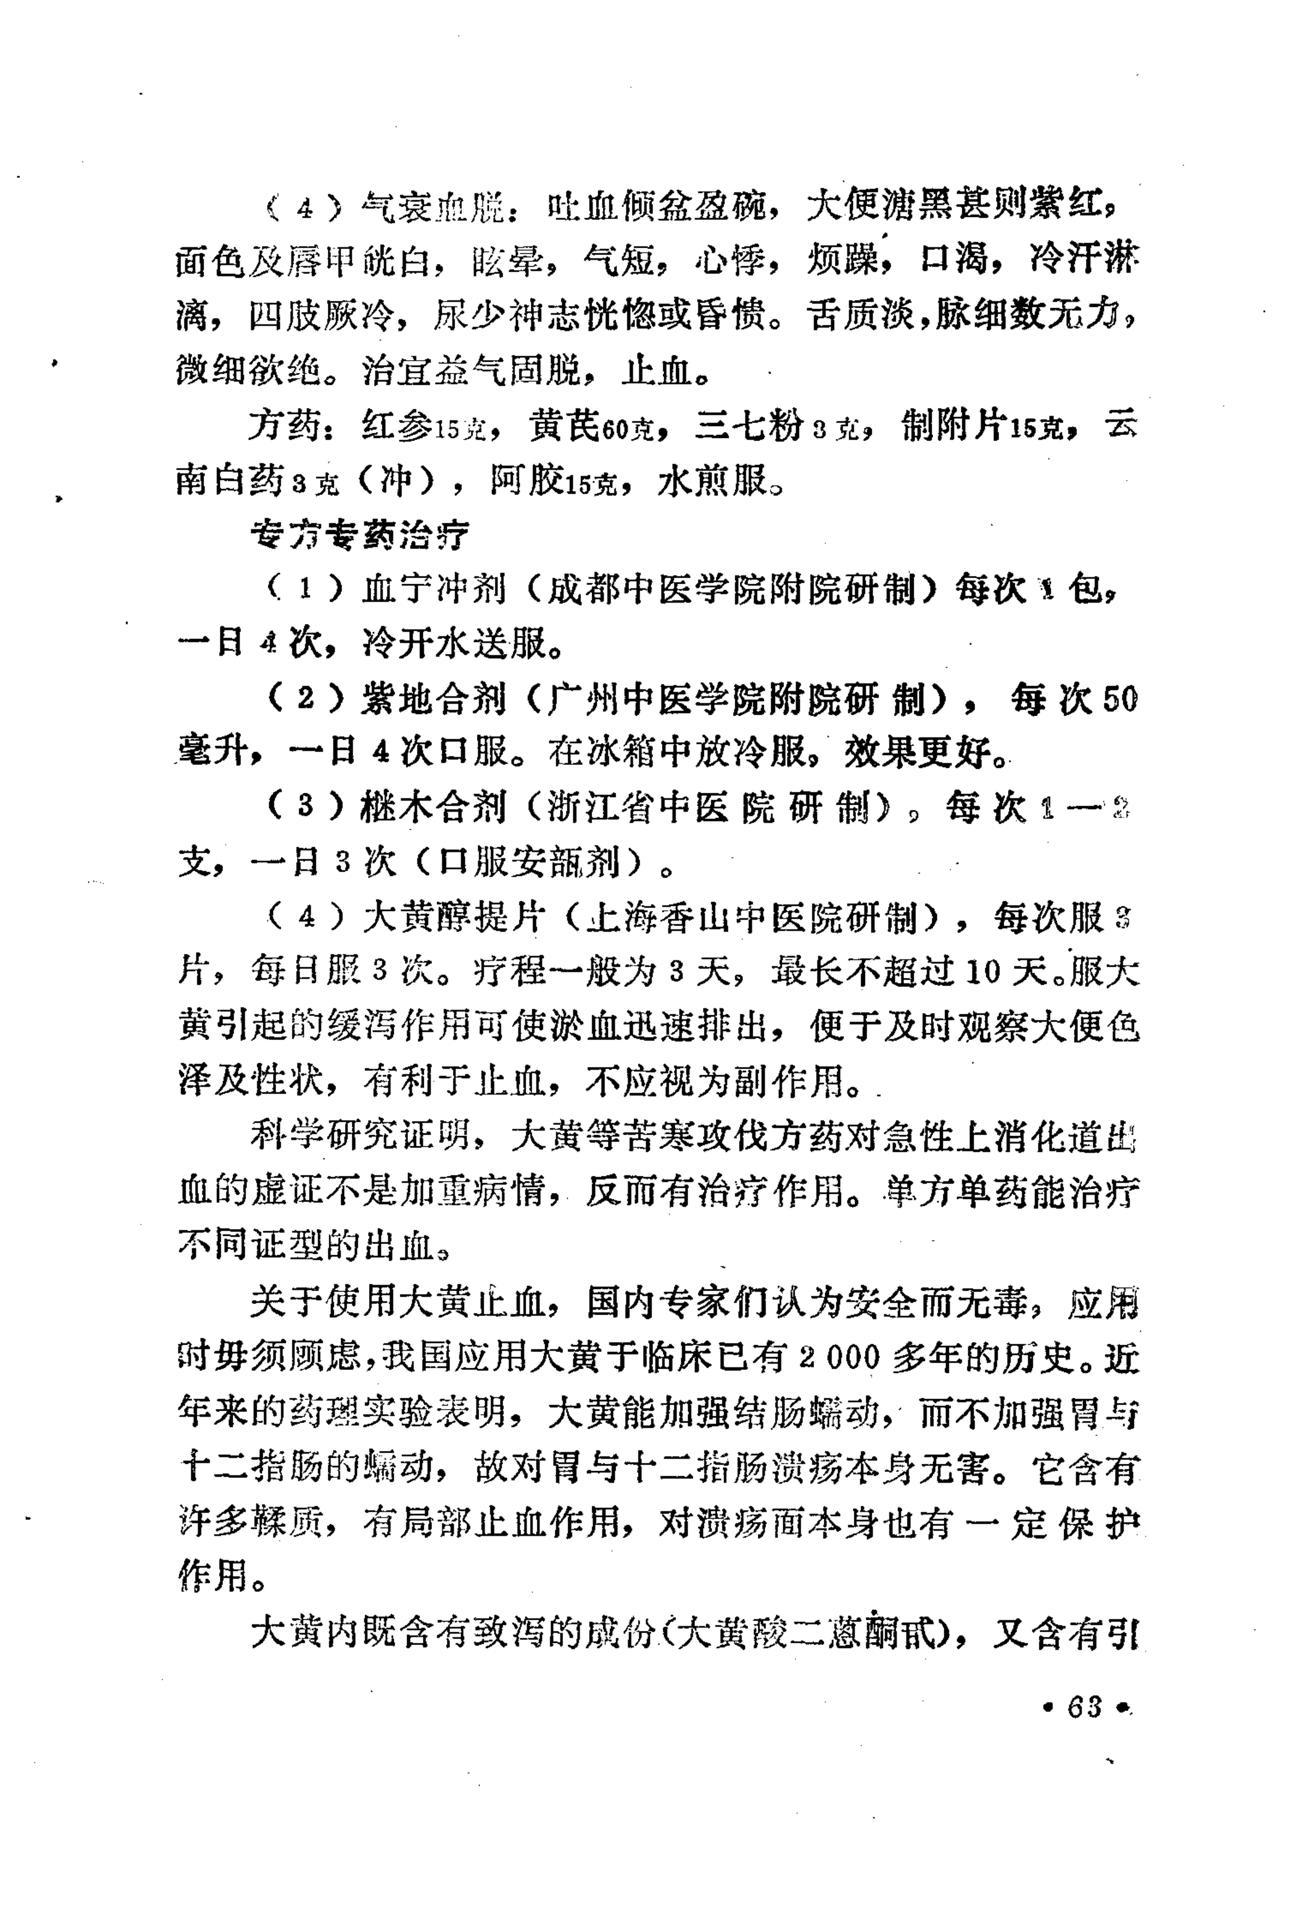 （4）气衰血脱：吐血倾盆盈碗，大便溏黑甚则紫红，
面色及唇甲㿠白，眩晕，气短，心悸，烦躁，口渴，冷汗淋
漓，四肢厥冷，尿少神志恍惚或昏愦。舌质淡，脉细数无力，
微细欲绝。治宜益气固脱，止血。
方药：红参15克，黄芪60克，三七粉3克，制附片15克，云
南白药3克（冲），阿胶15克，水煎服。
专方专药治疗
（1）血宁冲剂（成都中医学院附院研制）每次1包，
一日4次，冷开水送服。
（2）紫地合剂（广州中医学院附院研制），每次50
毫升，一日4次口服。在冰箱中放冷服，效果更好。
（3）檵木合剂（浙江省中医院研制），每次1—2
支，一日3次（口服安瓿剂）。
（4）大黄醇提片（上海香山中医院研制），每次服3
片，每日服3次。疗程一般为3天，最长不超过10天。服大
黄引起的缓泻作用可使淤血迅速排出，便于及时观察大便色
泽及性状，有利于止血，不应视为副作用。
科学研究证明，大黄等苦寒攻伐方药对急性上消化道出
血的虚证不是加重病情，反而有治疗作用。单方单药能治疗
不同证型的出血。
关于使用大黄止血，国内专家们认为安全而无毒，应用
时毋须顾虑，我国应用大黄于临床已有2000多年的历史。近
年来的药理实验表明，大黄能加强结肠蠕动，而不加强胃与
十二指肠的蠕动，故对胃与十二指肠溃疡本身无害。它含有
许多鞣质，有局部止血作用，对溃疡面本身也有一定保护
作用。
大黄内既含有致泻的成份（大黄酸二蒽酮甙），又含有引
·63·